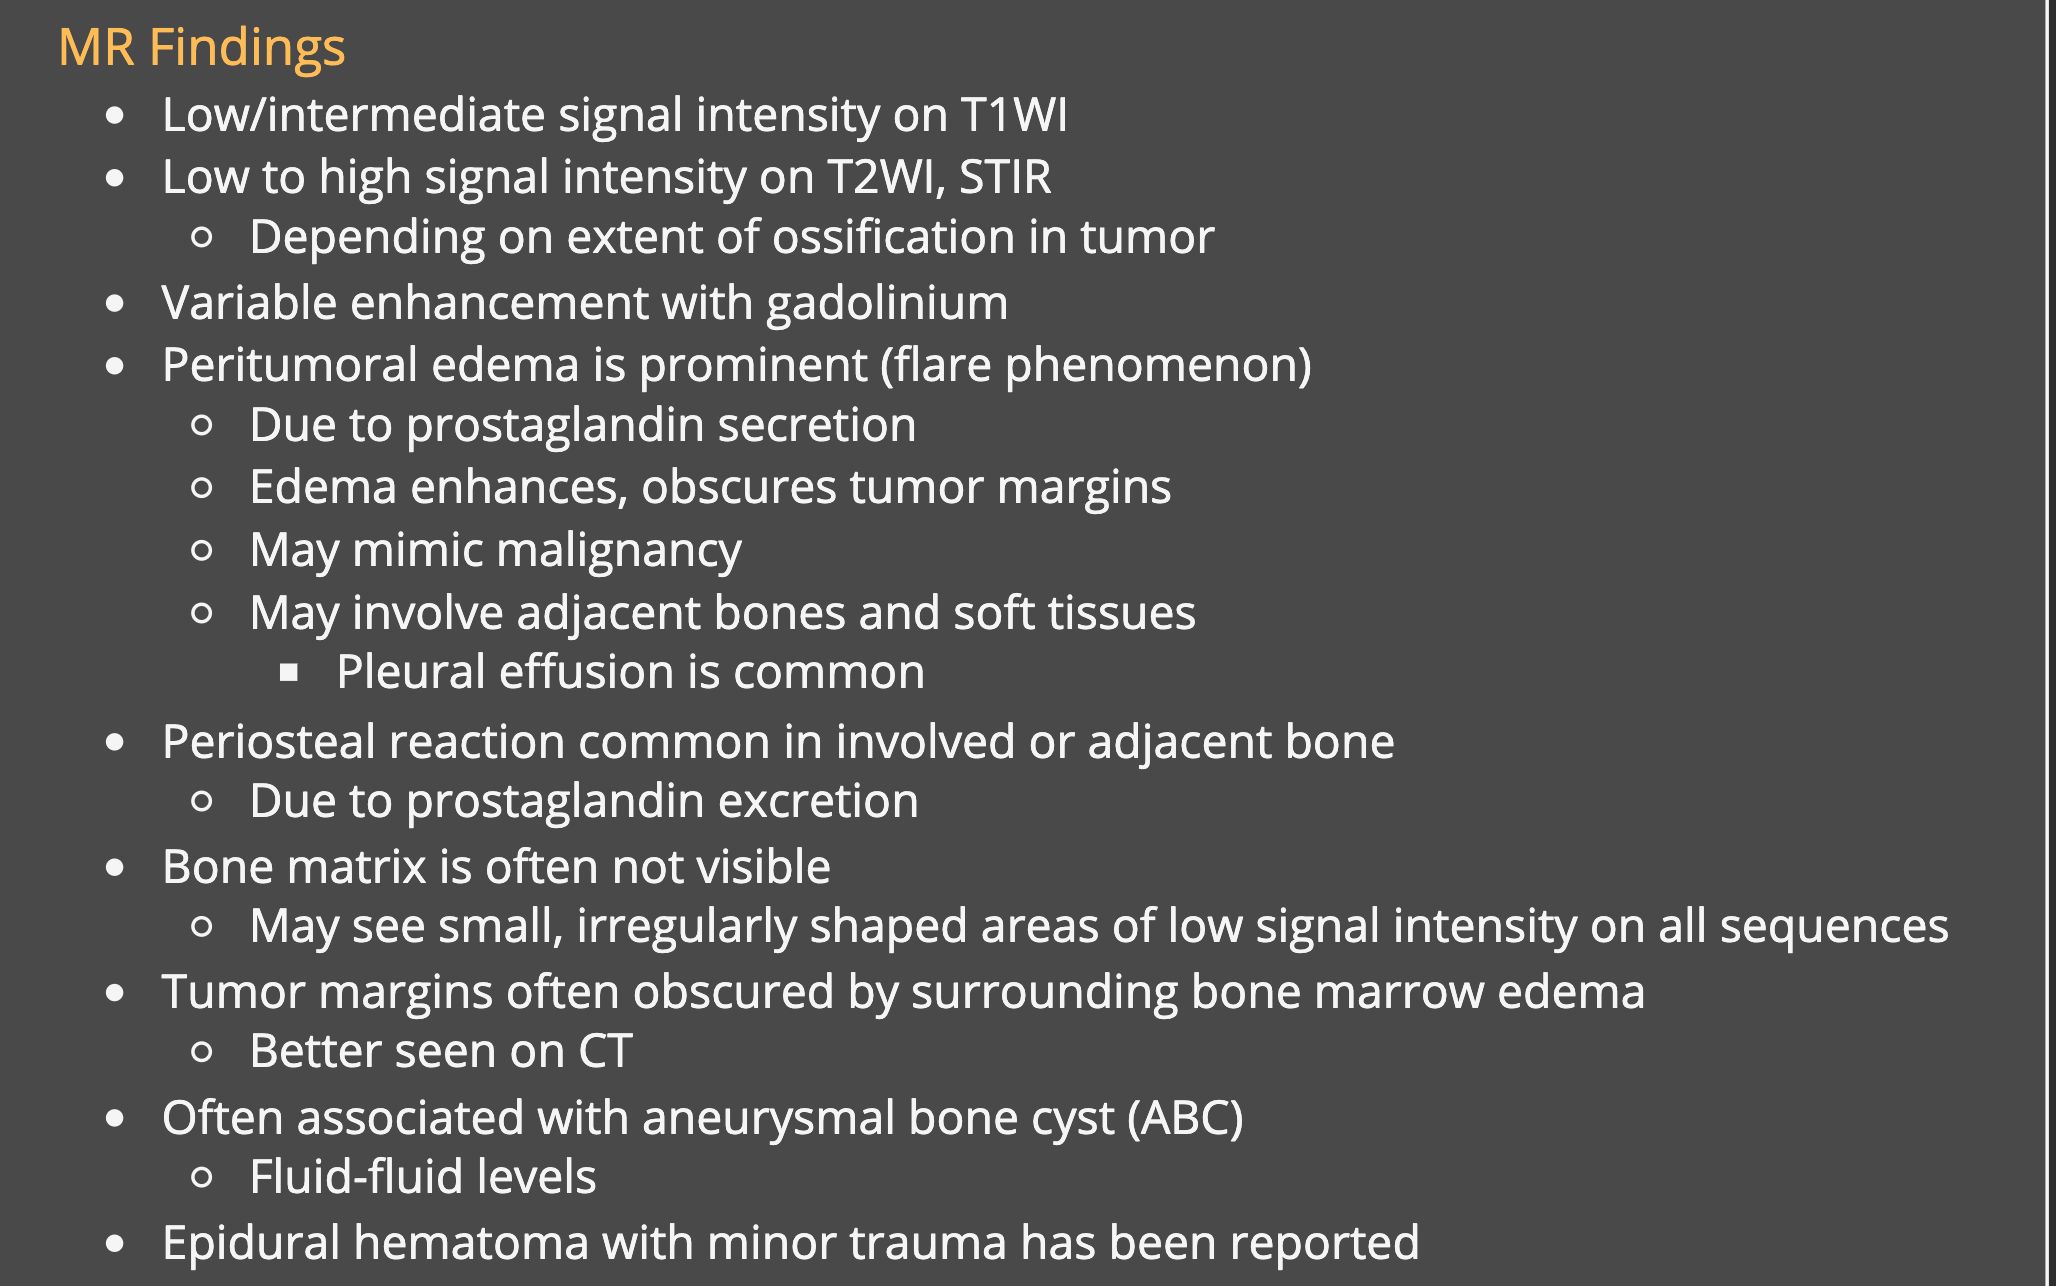 MR Findings
• Low/intermediate signal intensity on T1WI
• Low to high signal intensity on T2WI, STIR
○ Depending on extent of ossification in tumor
• Variable enhancement with gadolinium
• Peritumoral edema is prominent (flare phenomenon)
○ Due to prostaglandin secretion
○ Edema enhances, obscures tumor margins
○ May mimic malignancy
○ May involve adjacent bones and soft tissues
■ Pleural effusion is common
• Periosteal reaction common in involved or adjacent bone
○ Due to prostaglandin excretion
• Bone matrix is often not visible
○ May see small, irregularly shaped areas of low signal intensity on all sequences
• Tumor margins often obscured by surrounding bone marrow edema
○ Better seen on CT
• Often associated with aneurysmal bone cyst (ABC)
○ Fluid-fluid levels
• Epidural hematoma with minor trauma has been reported